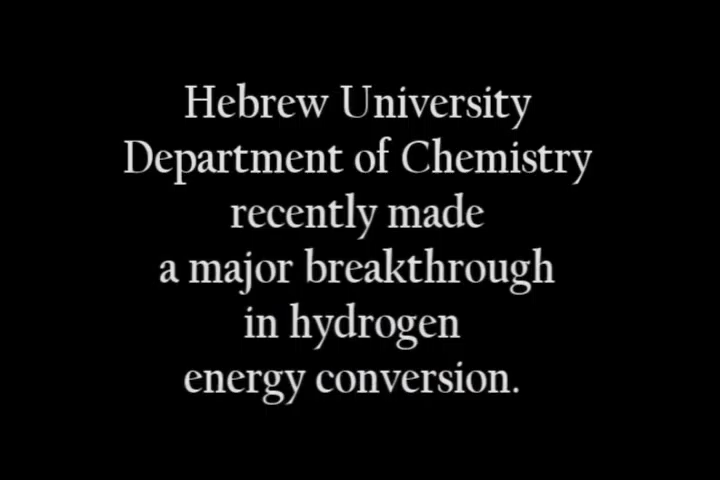 Hebrew University
Department of Chemistry
recently made
a major breakthrough
in hydrogen
energy conversion.